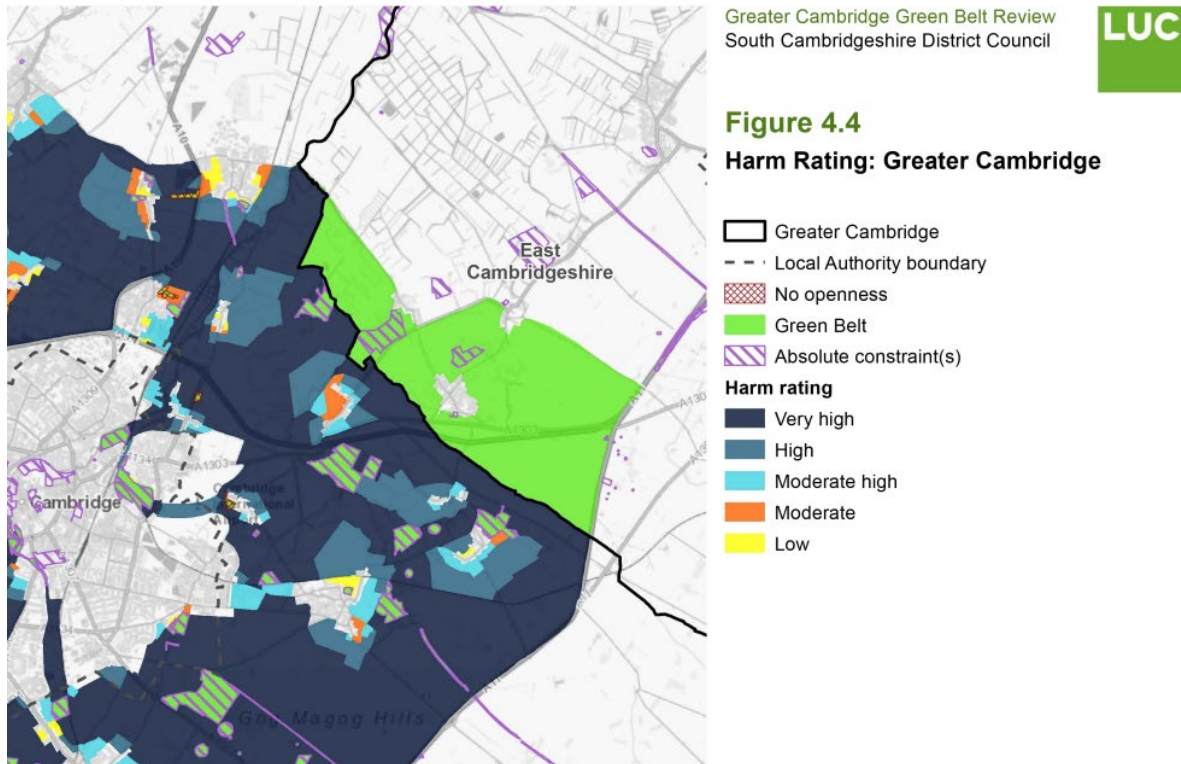 Greater Cambridge Green Belt Review
South Cambridgeshire District Council
LUC
Figure 4.4
Harm Rating: Greater Cambridge
Greater Cambridge
Local Authority boundary
No openness
Green Belt
Absolute constraint(s)
Harm rating
Very high
High
Moderate high
Moderate
Low
A10
East
Cambridgeshire
A1303
A1303
Cambridge
Gog Magog Hills
A11